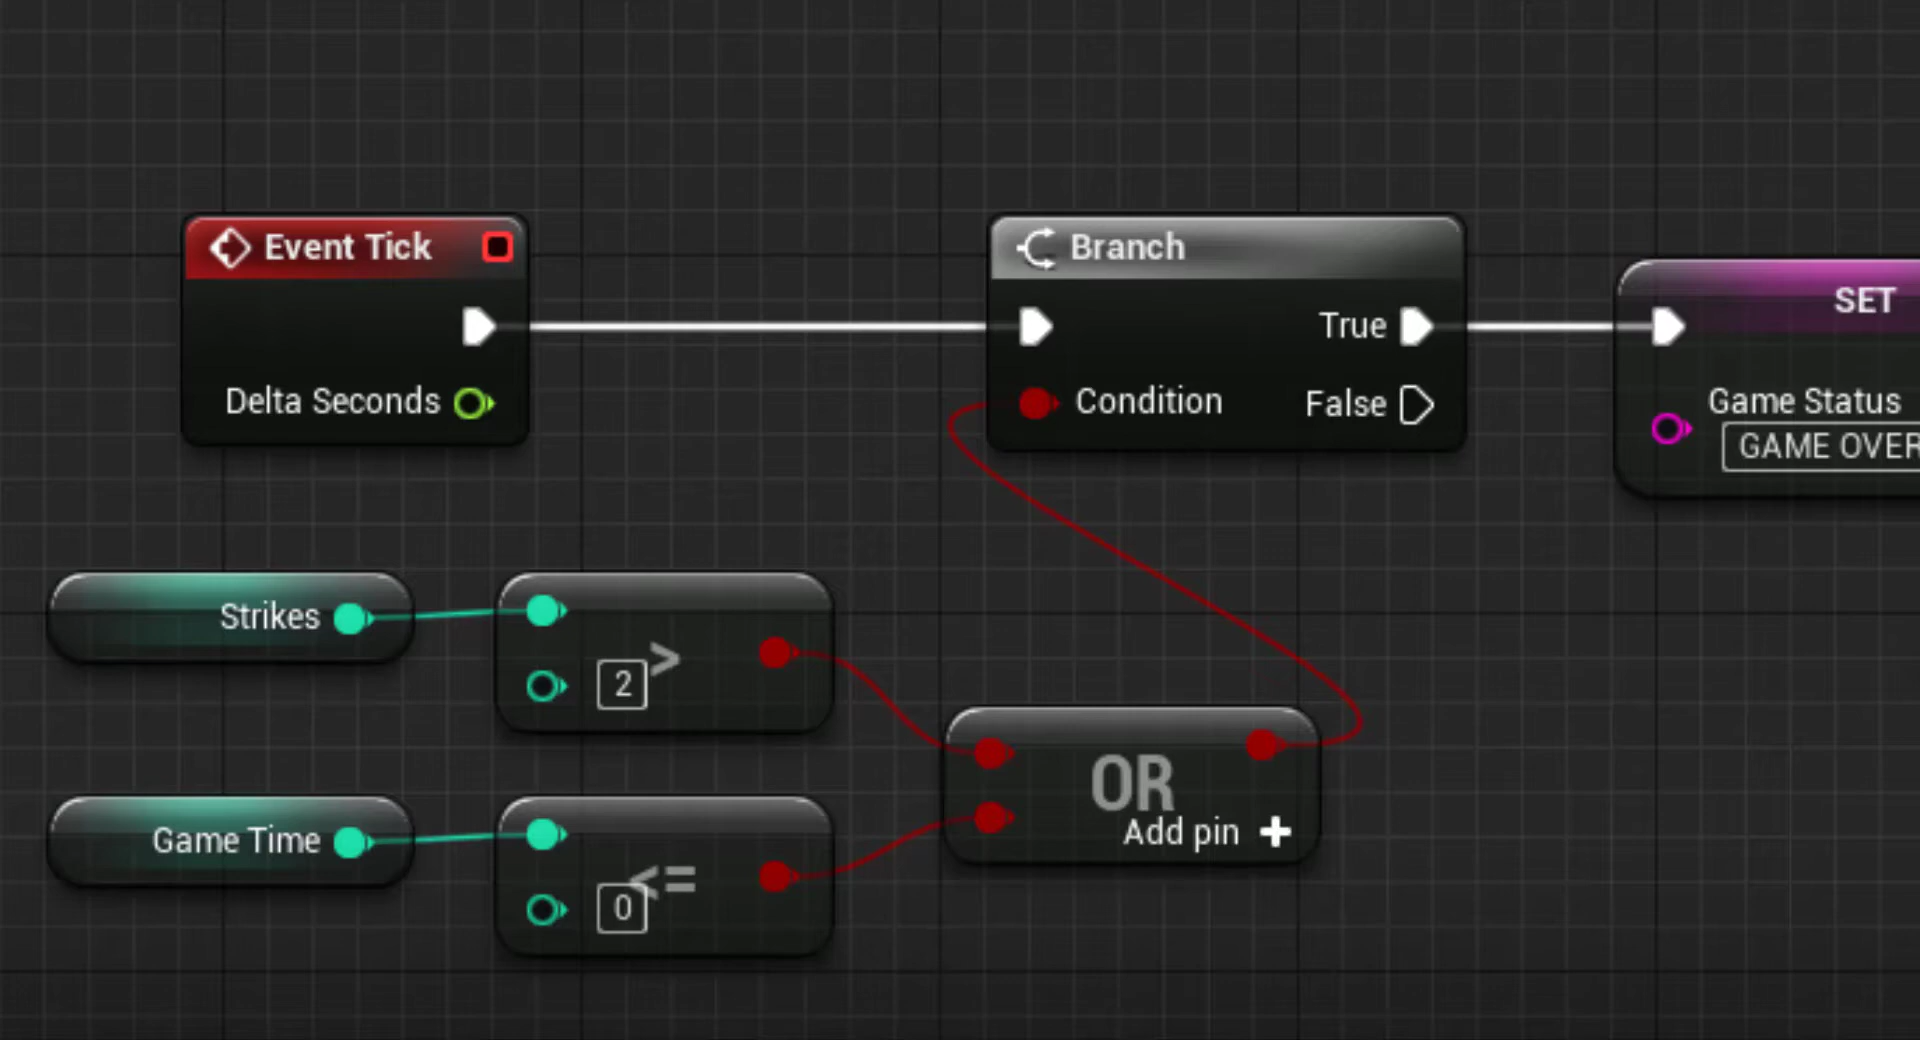 Event Tick
Delta Seconds
Branch
True
Condition
False
SET
Game Status
GAME OVER
Strikes
>
2
Game Time
<=
0
OR
Add pin